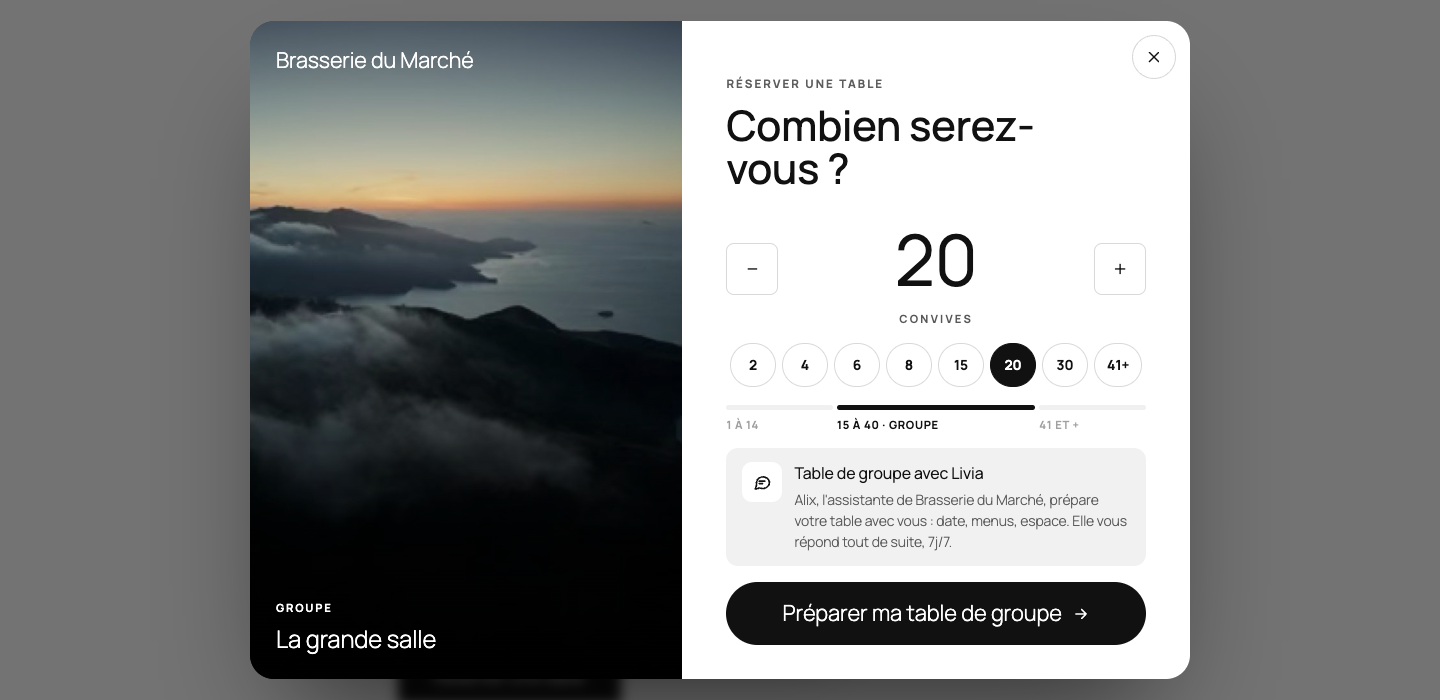 Brasserie du Marché
RÉSERVER UNE TABLE
Combien serez-
vous ?
−
20
+
CONVIVES
2 4 6 8 15 20 30 41+
1 À 14 15 À 40 · GROUPE 41 ET +
Table de groupe avec Livia
Alix, l'assistante de Brasserie du Marché, prépare
votre table avec vous : date, menus, espace. Elle vous
répond tout de suite, 7j/7.
Préparer ma table de groupe →
GROUPE
La grande salle